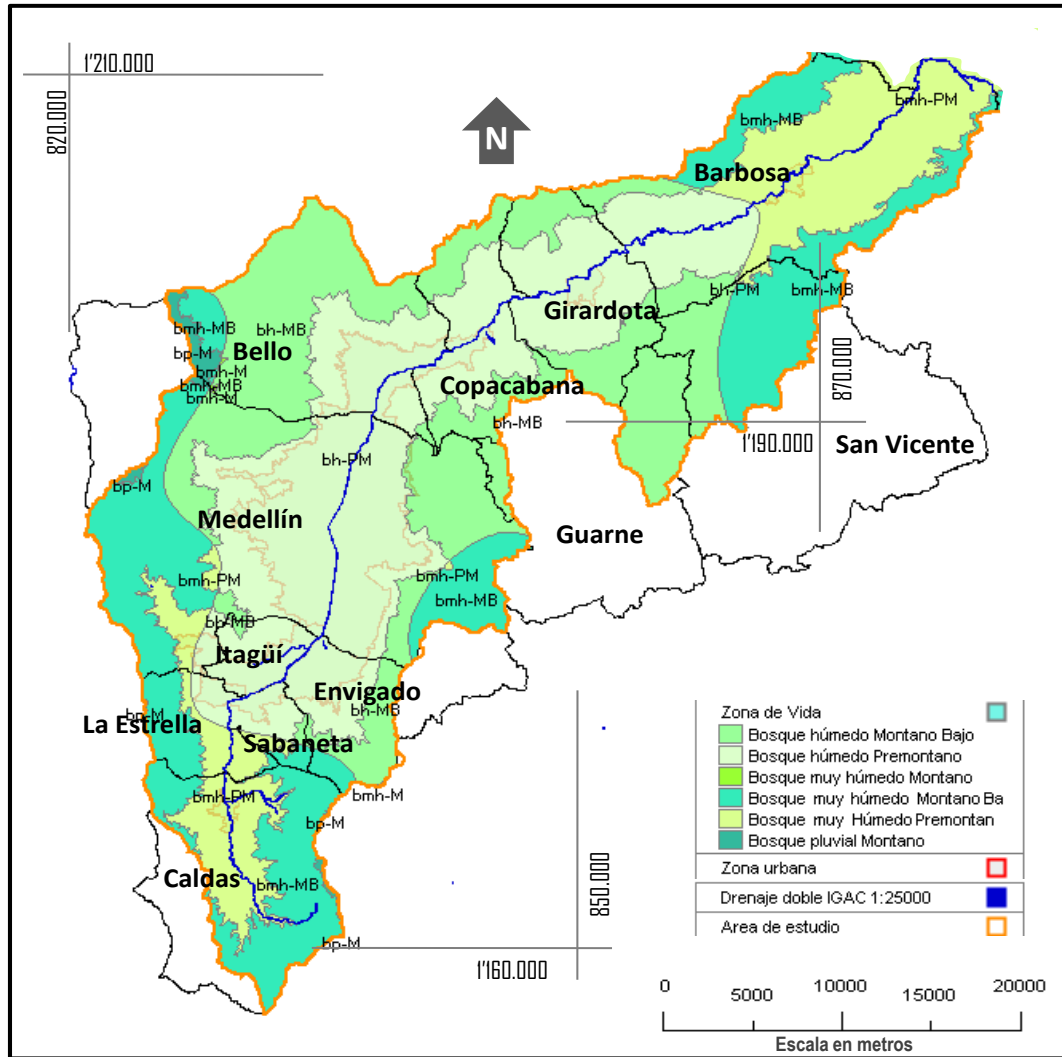 1'210.000
820.000
N
bmh-PM
bmh-MB
Barbosa
bh-PM
bmh-MB
Girardota
bmh-MB
bh-MB
Bello
bp-M
bmh-M
bmh-MB
bmh-M
Copacabana
870.000
bh-MB
1'190.000
San Vicente
bh-PM
bp-M
Medellín
Guarne
bmh-PM
bmh-PM
bmh-MB
bh-MB
Itagüí
Envigado
bh-MB
bp-M
La Estrella
Sabaneta
bmh-PM
bmh-M
bp-M
Caldas
bmh-MB
bp-M
850.000
1'160.000
Zona de Vida
Bosque húmedo Montano Bajo
Bosque húmedo Premontano
Bosque muy húmedo Montano
Bosque muy húmedo Montano Ba
Bosque muy Húmedo Premontan
Bosque pluvial Montano
Zona urbana
Drenaje doble IGAC 1:25000
Area de estudio
0 5000 10000 15000 20000
Escala en metros